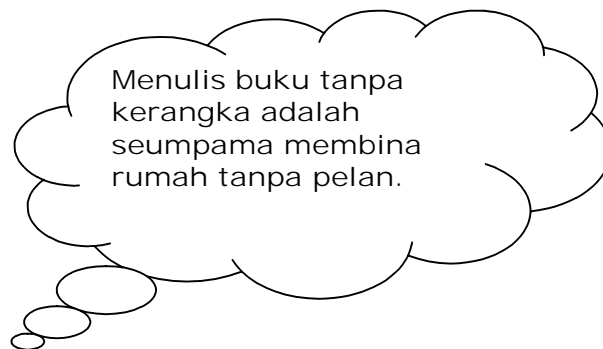 Menulis buku tanpa
kerangka adalah
seumpama membina
rumah tanpa pelan.